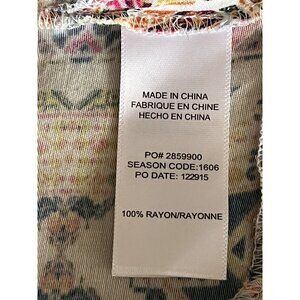 MADE IN CHINA
FABRIQUE EN CHINE
HECHO EN CHINA
PO# 2859900
SEASON CODE:1606
PO DATE: 122915
100% RAYON/RAYONNE